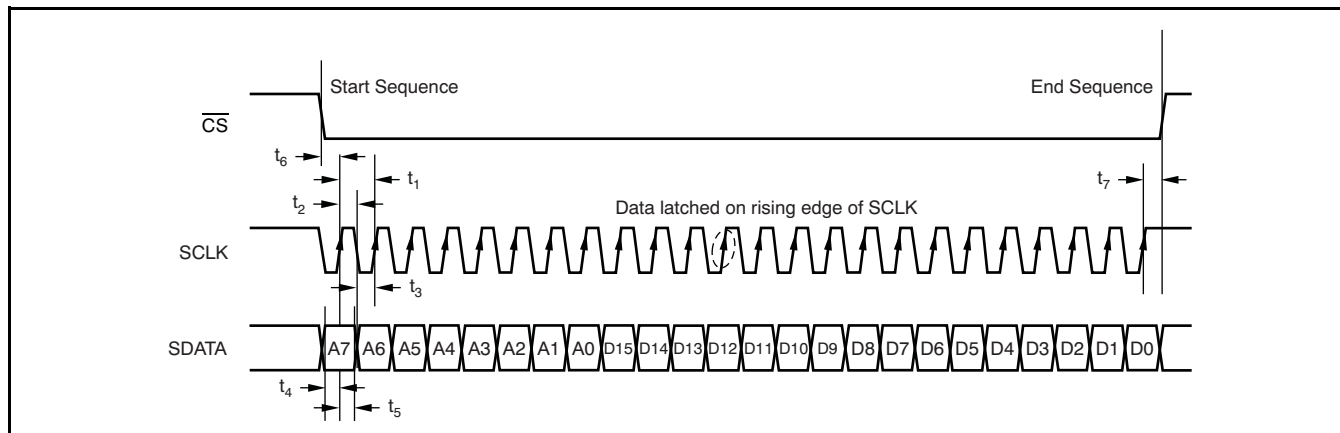 Start Sequence
End Sequence
CS
t6
t1
t7
t2
Data latched on rising edge of SCLK
SCLK
t3
SDATA
A7 A6 A5 A4 A3 A2 A1 A0 D15 D14 D13 D12 D11 D10 D9 D8 D7 D6 D5 D4 D3 D2 D1 D0
t4
t5